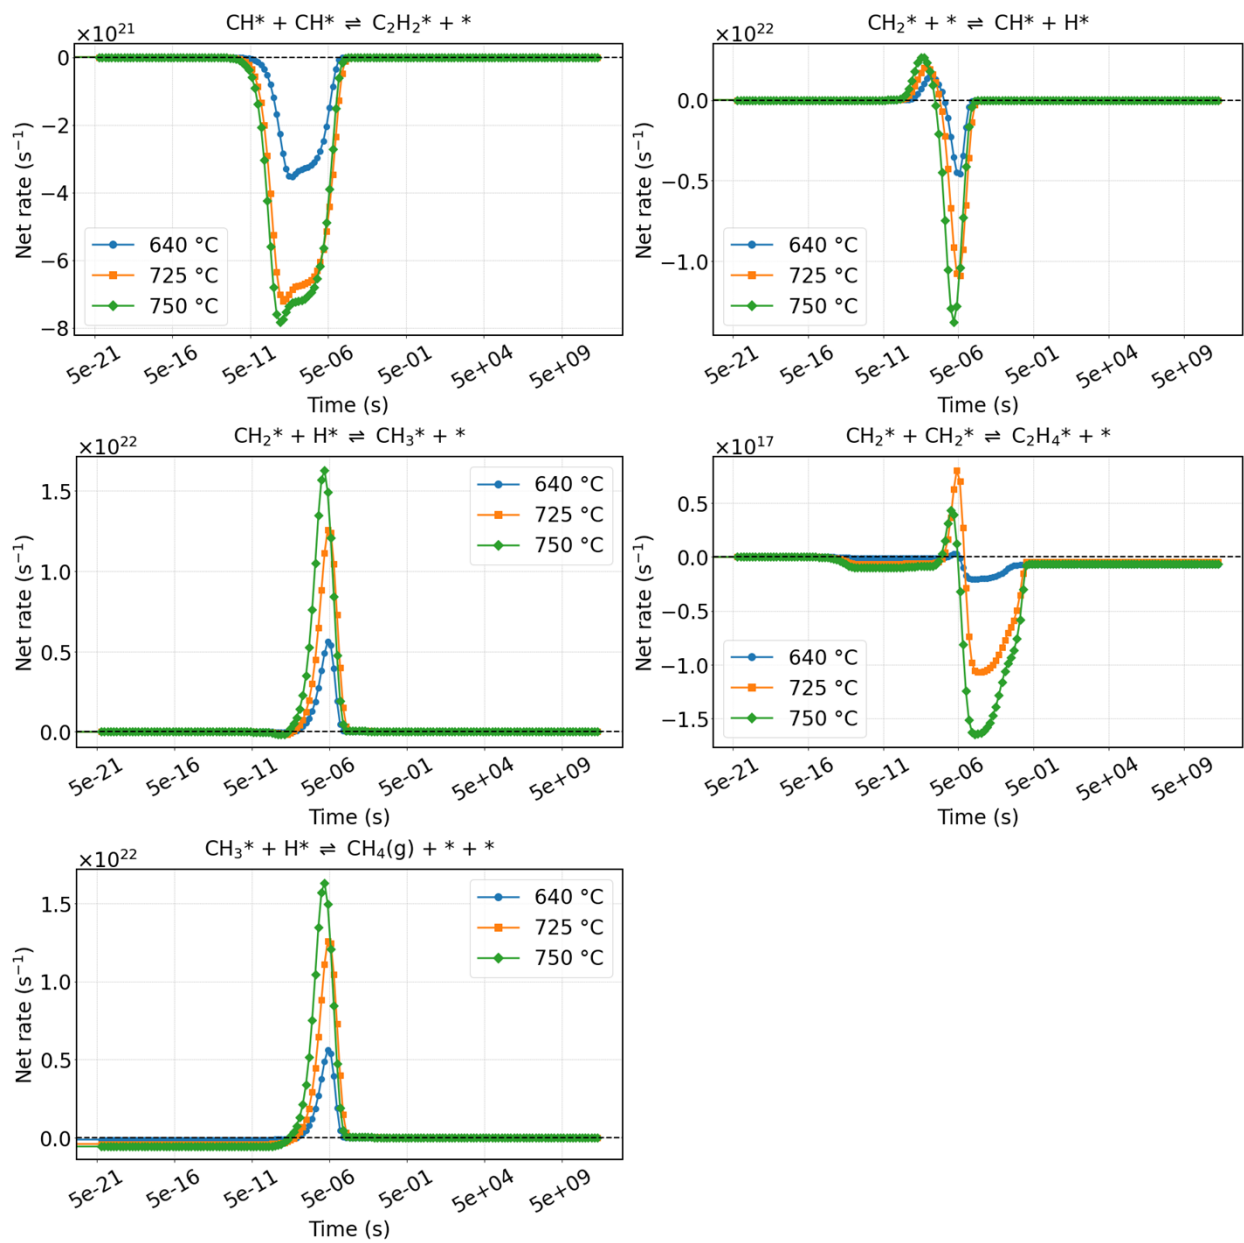 CH* + CH* ⇌ C₂H₂* + *
×10²¹
0
−2
−4
−6
−8
Net rate (s⁻¹)
640 °C
725 °C
750 °C
5e-21
5e-16
5e-11
5e-06
5e-01
5e+04
5e+09
Time (s)
CH₂* + * ⇌ CH* + H*
×10²²
0.0
−0.5
−1.0
Net rate (s⁻¹)
640 °C
725 °C
750 °C
5e-21
5e-16
5e-11
5e-06
5e-01
5e+04
5e+09
Time (s)
CH₂* + H* ⇌ CH₃* + *
×10²²
1.5
1.0
0.5
0.0
Net rate (s⁻¹)
640 °C
725 °C
750 °C
5e-21
5e-16
5e-11
5e-06
5e-01
5e+04
5e+09
Time (s)
CH₂* + CH₂* ⇌ C₂H₄* + *
×10¹⁷
0.5
0.0
−0.5
−1.0
−1.5
Net rate (s⁻¹)
640 °C
725 °C
750 °C
5e-21
5e-16
5e-11
5e-06
5e-01
5e+04
5e+09
Time (s)
CH₃* + H* ⇌ CH₄(g) + * + *
×10²²
1.5
1.0
0.5
0.0
Net rate (s⁻¹)
640 °C
725 °C
750 °C
5e-21
5e-16
5e-11
5e-06
5e-01
5e+04
5e+09
Time (s)